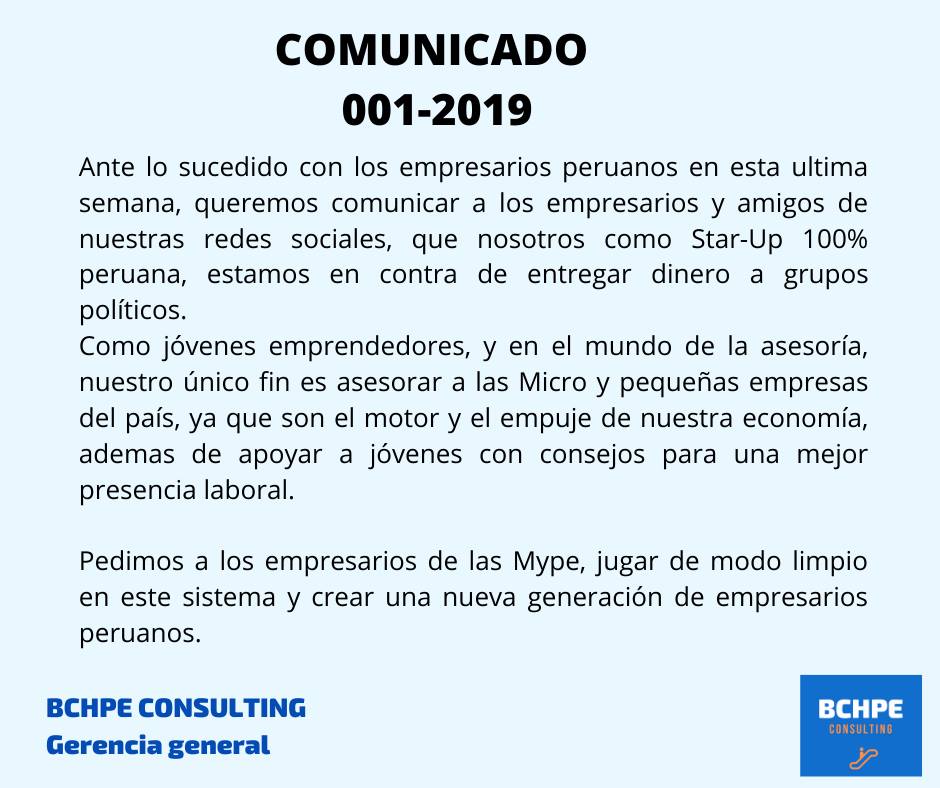 COMUNICADO
001-2019
Ante lo sucedido con los empresarios peruanos en esta ultima
semana, queremos comunicar a los empresarios y amigos de
nuestras redes sociales, que nosotros como Star-Up 100%
peruana, estamos en contra de entregar dinero a grupos
políticos.
Como jóvenes emprendedores, y en el mundo de la asesoría,
nuestro único fin es asesorar a las Micro y pequeñas empresas
del país, ya que son el motor y el empuje de nuestra economía,
ademas de apoyar a jóvenes con consejos para una mejor
presencia laboral.
Pedimos a los empresarios de las Mype, jugar de modo limpio
en este sistema y crear una nueva generación de empresarios
peruanos.
BCHPE CONSULTING
Gerencia general
BCHPE
CONSULTING